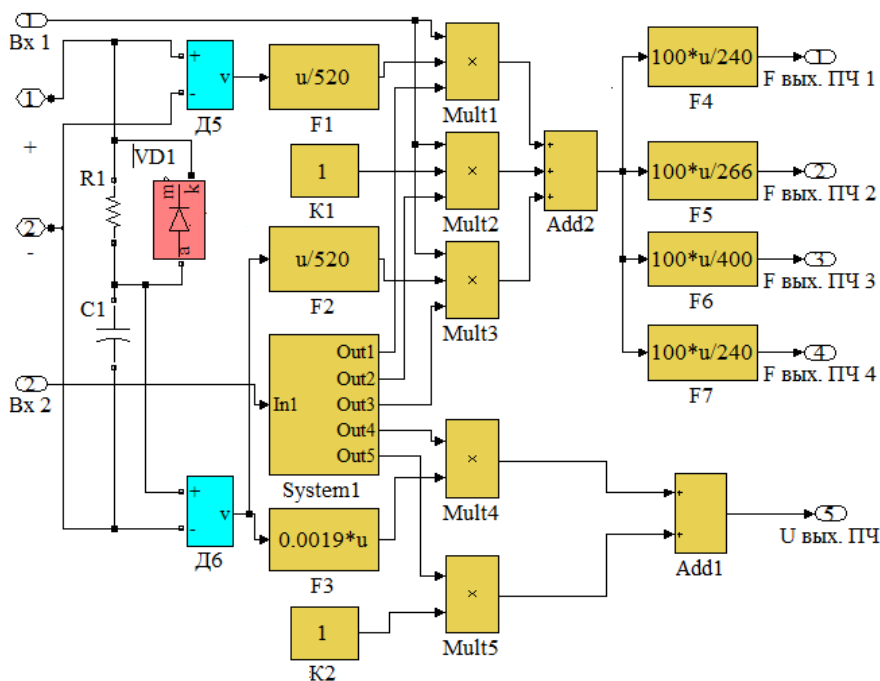 1
Вх 1
1
+
2
-
2
Вх 2
R1
C1
VD1
m
k
a
+
-
v
Д5
+
-
v
Д6
u/520
F1
1
К1
u/520
F2
In1
Out1
Out2
Out3
Out4
Out5
System1
0.0019*u
F3
1
К2
×
Mult1
×
Mult2
×
Mult3
×
Mult4
×
Mult5
+
+
+
Add2
+
+
Add1
100*u/240
F4
100*u/266
F5
100*u/400
F6
100*u/240
F7
1
F вых. ПЧ 1
2
F вых. ПЧ 2
3
F вых. ПЧ 3
4
F вых. ПЧ 4
5
U вых. ПЧ